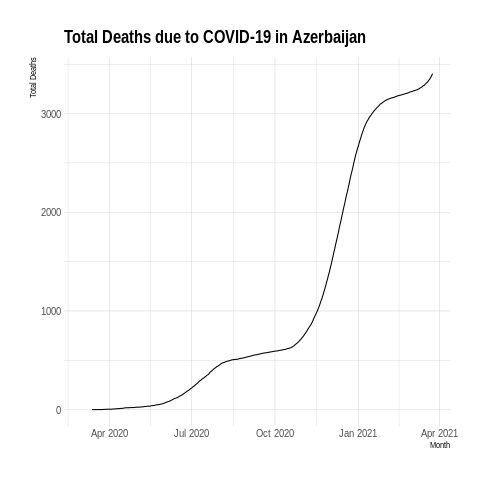 Total Deaths due to COVID-19 in Azerbaijan
Total Deaths
3000
2000
1000
0
Apr 2020 Jul 2020 Oct 2020 Jan 2021 Apr 2021
Month